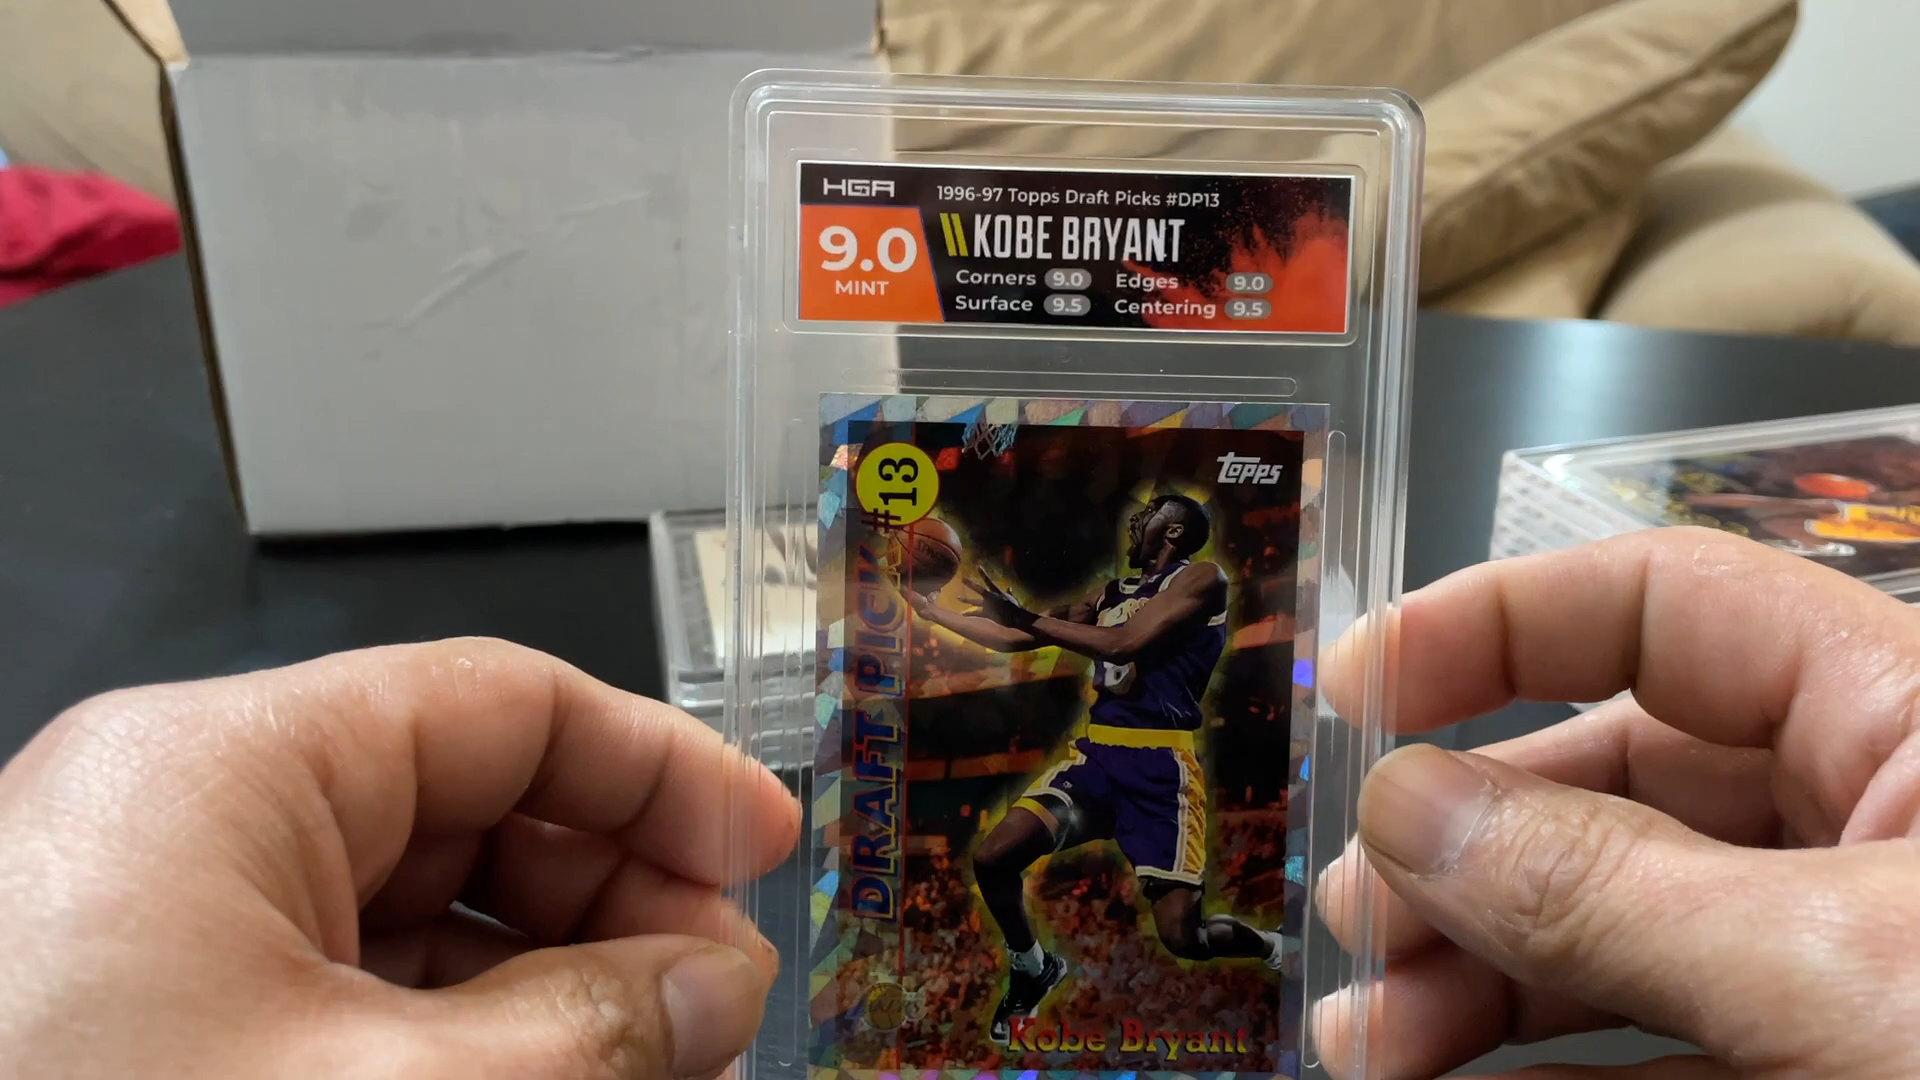 HGA
1996-97 Topps Draft Picks #DP13
9.0
MINT
KOBE BRYANT
Corners 9.0 Edges 9.0
Surface 9.5 Centering 9.5
Topps
DRAFT PICK #13
Kobe Bryant